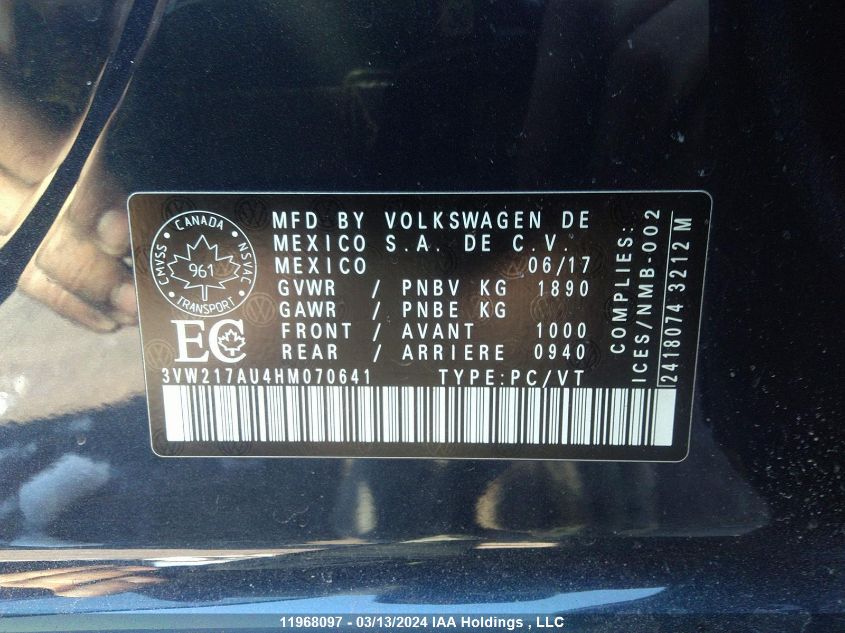 CMVSS CANADA NSVAC
961
TRANSPORT
EC
MFD BY VOLKSWAGEN DE
MEXICO S.A. DE C.V.
MEXICO 06/17
GVWR / PNBV KG 1890
GAWR / PNBE KG
FRONT / AVANT 1000
REAR / ARRIERE 0940
3VW217AU4HM070641 TYPE:PC/VT
COMPLIES:
ICES/NMB-002
2418074 3212 M
11968097 - 03/13/2024 IAA Holdings , LLC